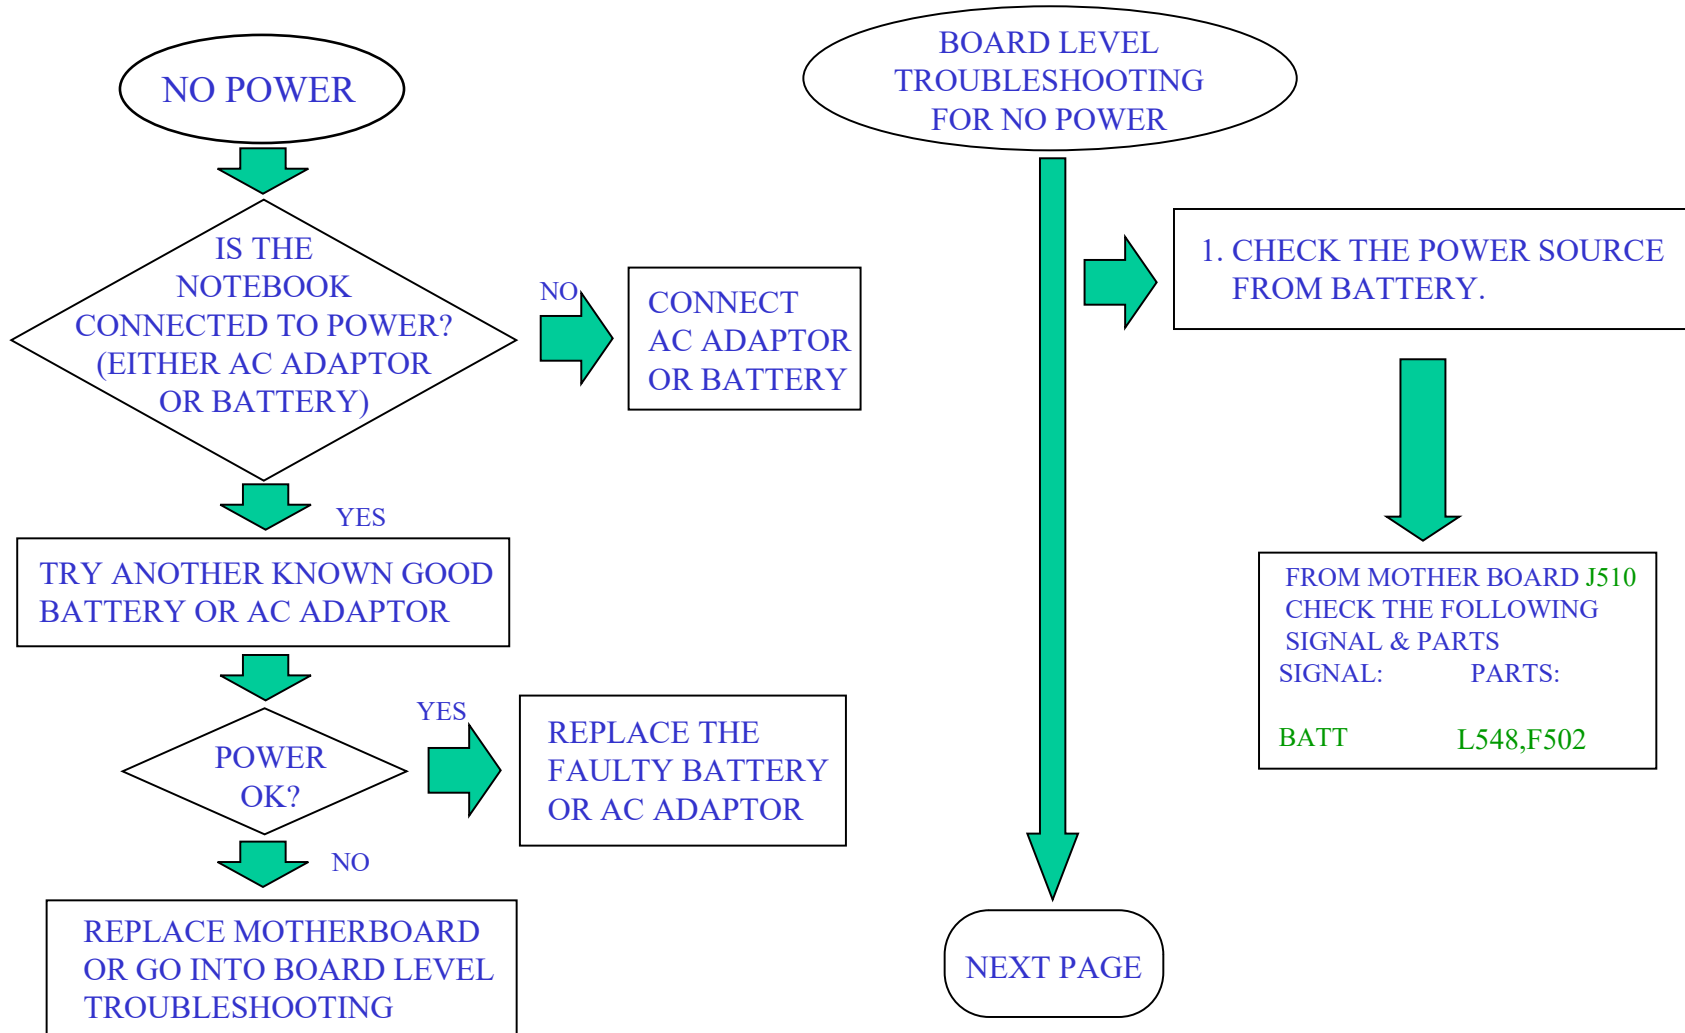 NO POWER
IS THE
NOTEBOOK
CONNECTED TO POWER?
(EITHER AC ADAPTOR
OR BATTERY)
NO
CONNECT
AC ADAPTOR
OR BATTERY
YES
TRY ANOTHER KNOWN GOOD
BATTERY OR AC ADAPTOR
POWER
OK?
YES
REPLACE THE
FAULTY BATTERY
OR AC ADAPTOR
NO
REPLACE MOTHERBOARD
OR GO INTO BOARD LEVEL
TROUBLESHOOTING
BOARD LEVEL
TROUBLESHOOTING
FOR NO POWER
1. CHECK THE POWER SOURCE
FROM BATTERY.
FROM MOTHER BOARD J510
CHECK THE FOLLOWING
SIGNAL & PARTS
SIGNAL: PARTS:
BATT L548,F502
NEXT PAGE